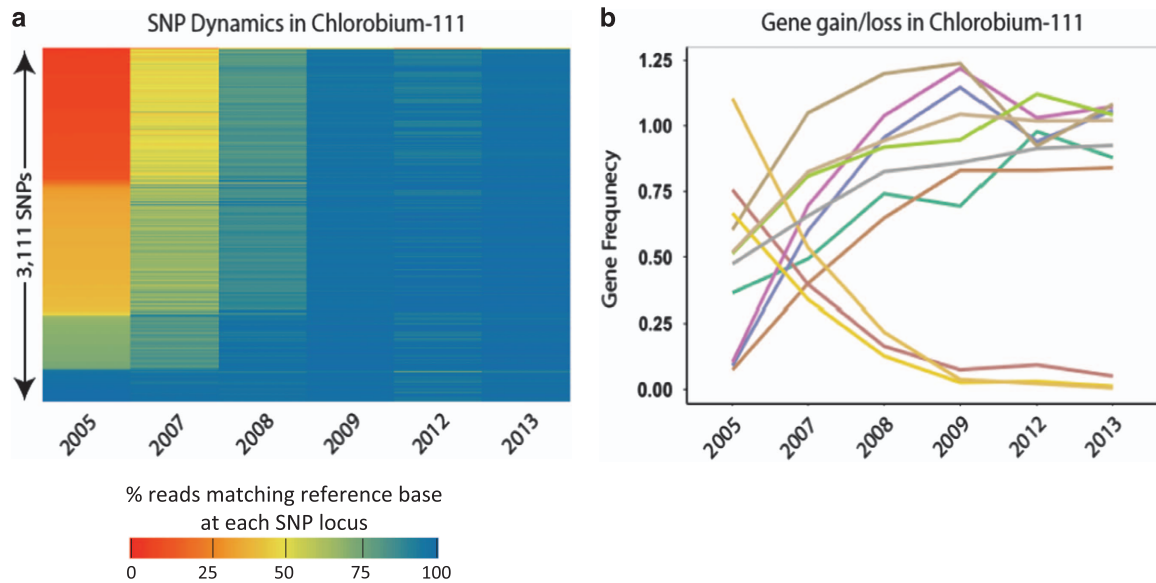 a
SNP Dynamics in Chlorobium-111
3,111 SNPs
2005
2007
2008
2009
2012
2013
% reads matching reference base
at each SNP locus
0 25 50 75 100
b
Gene gain/loss in Chlorobium-111
Gene Frequnecy
1.25
1.00
0.75
0.50
0.25
0.00
2005
2007
2008
2009
2012
2013